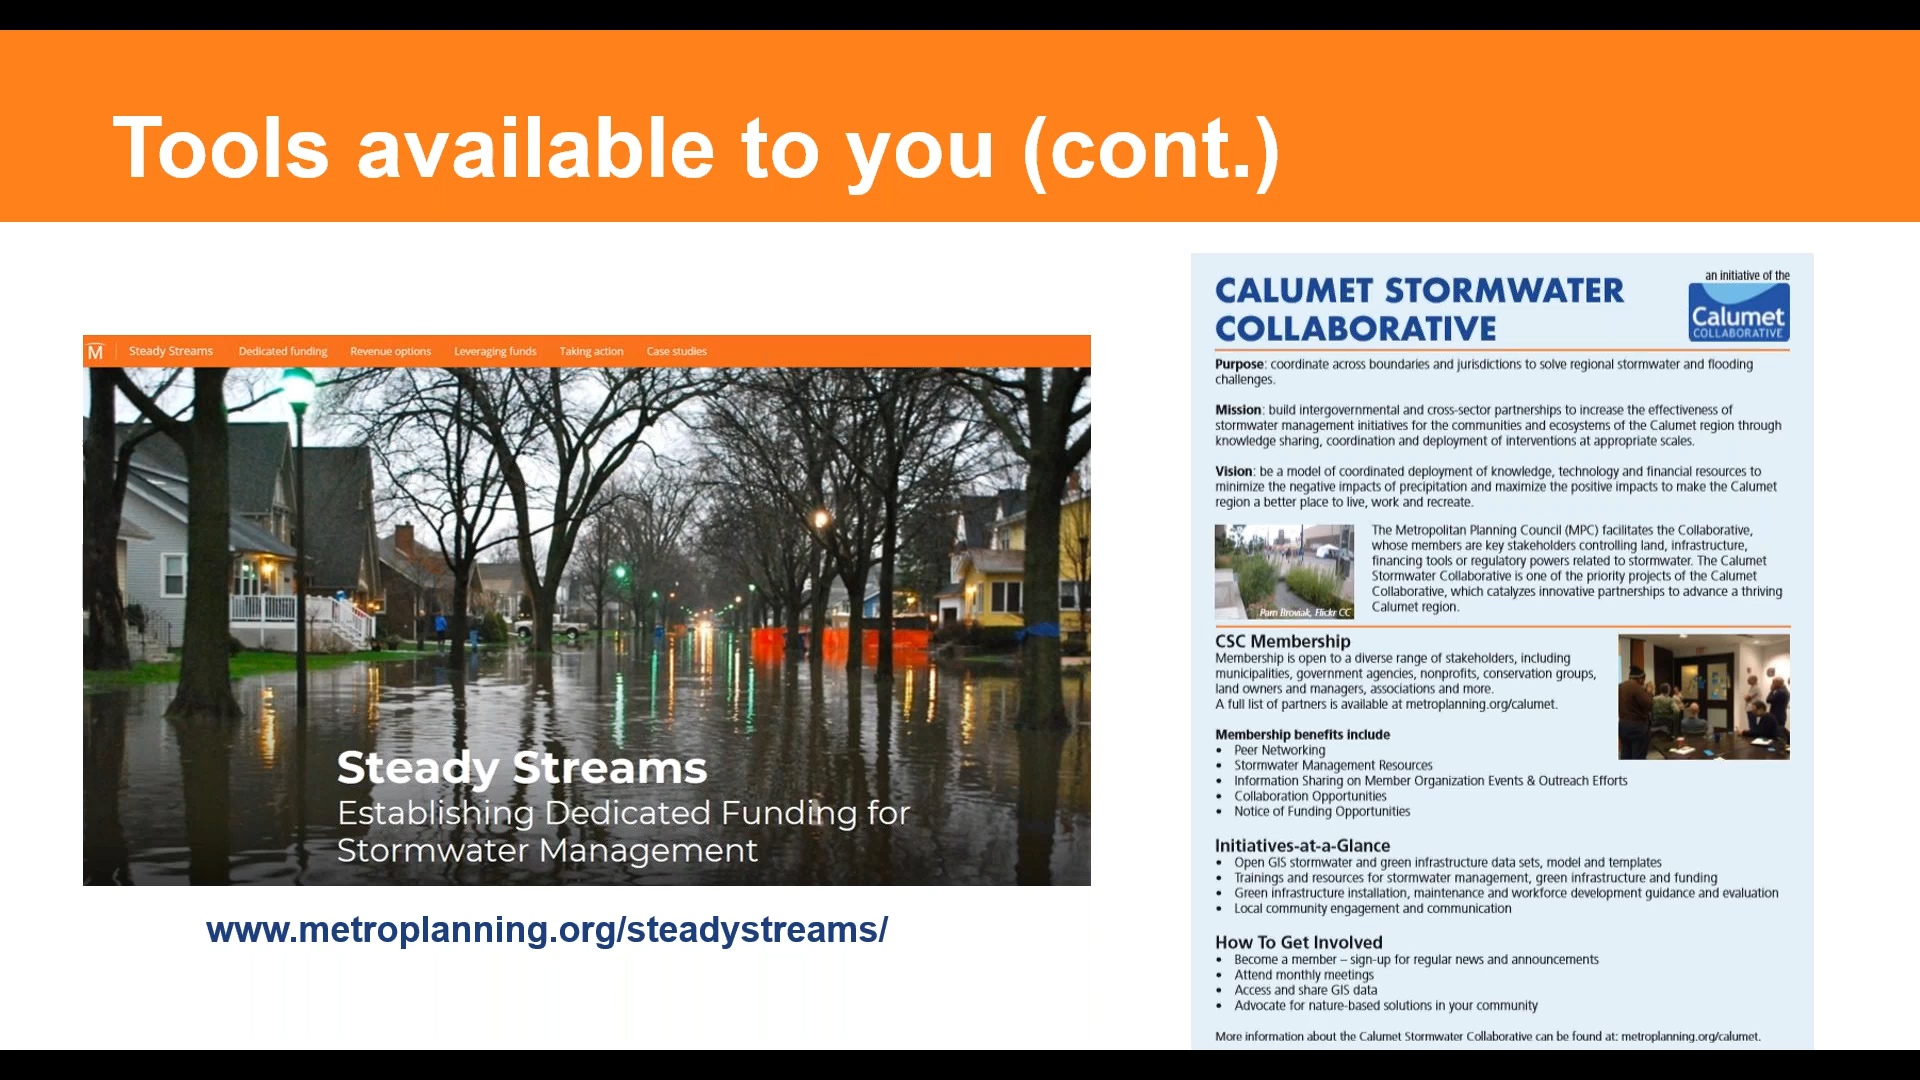 Tools available to you (cont.)
M
Steady Streams Dedicated funding Revenue options Leveraging funds Taking action Case studies
Steady Streams
Establishing Dedicated Funding for
Stormwater Management
www.metroplanning.org/steadystreams/
CALUMET STORMWATER
COLLABORATIVE
an initiative of the
Calumet
COLLABORATIVE
Purpose: coordinate across boundaries and jurisdictions to solve regional stormwater and flooding
challenges.
Mission: build intergovernmental and cross-sector partnerships to increase the effectiveness of
stormwater management initiatives for the communities and ecosystems of the Calumet region through
knowledge sharing, coordination and deployment of interventions at appropriate scales.
Vision: be a model of coordinated deployment of knowledge, technology and financial resources to
minimize the negative impacts of precipitation and maximize the positive impacts to make the Calumet
region a better place to live, work and recreate.
Pam Broviak, Flickr CC
The Metropolitan Planning Council (MPC) facilitates the Collaborative,
whose members are key stakeholders controlling land, infrastructure,
financing tools or regulatory powers related to stormwater. The Calumet
Stormwater Collaborative is one of the priority projects of the Calumet
Collaborative, which catalyzes innovative partnerships to advance a thriving
Calumet region.
CSC Membership
Membership is open to a diverse range of stakeholders, including
municipalities, government agencies, nonprofits, conservation groups,
land owners and managers, associations and more.
A full list of partners is available at metroplanning.org/calumet.
Membership benefits include
• Peer Networking
• Stormwater Management Resources
• Information Sharing on Member Organization Events & Outreach Efforts
• Collaboration Opportunities
• Notice of Funding Opportunities
Initiatives-at-a-Glance
• Open GIS stormwater and green infrastructure data sets, model and templates
• Trainings and resources for stormwater management, green infrastructure and funding
• Green infrastructure installation, maintenance and workforce development guidance and evaluation
• Local community engagement and communication
How To Get Involved
• Become a member – sign-up for regular news and announcements
• Attend monthly meetings
• Access and share GIS data
• Advocate for nature-based solutions in your community
More information about the Calumet Stormwater Collaborative can be found at: metroplanning.org/calumet.